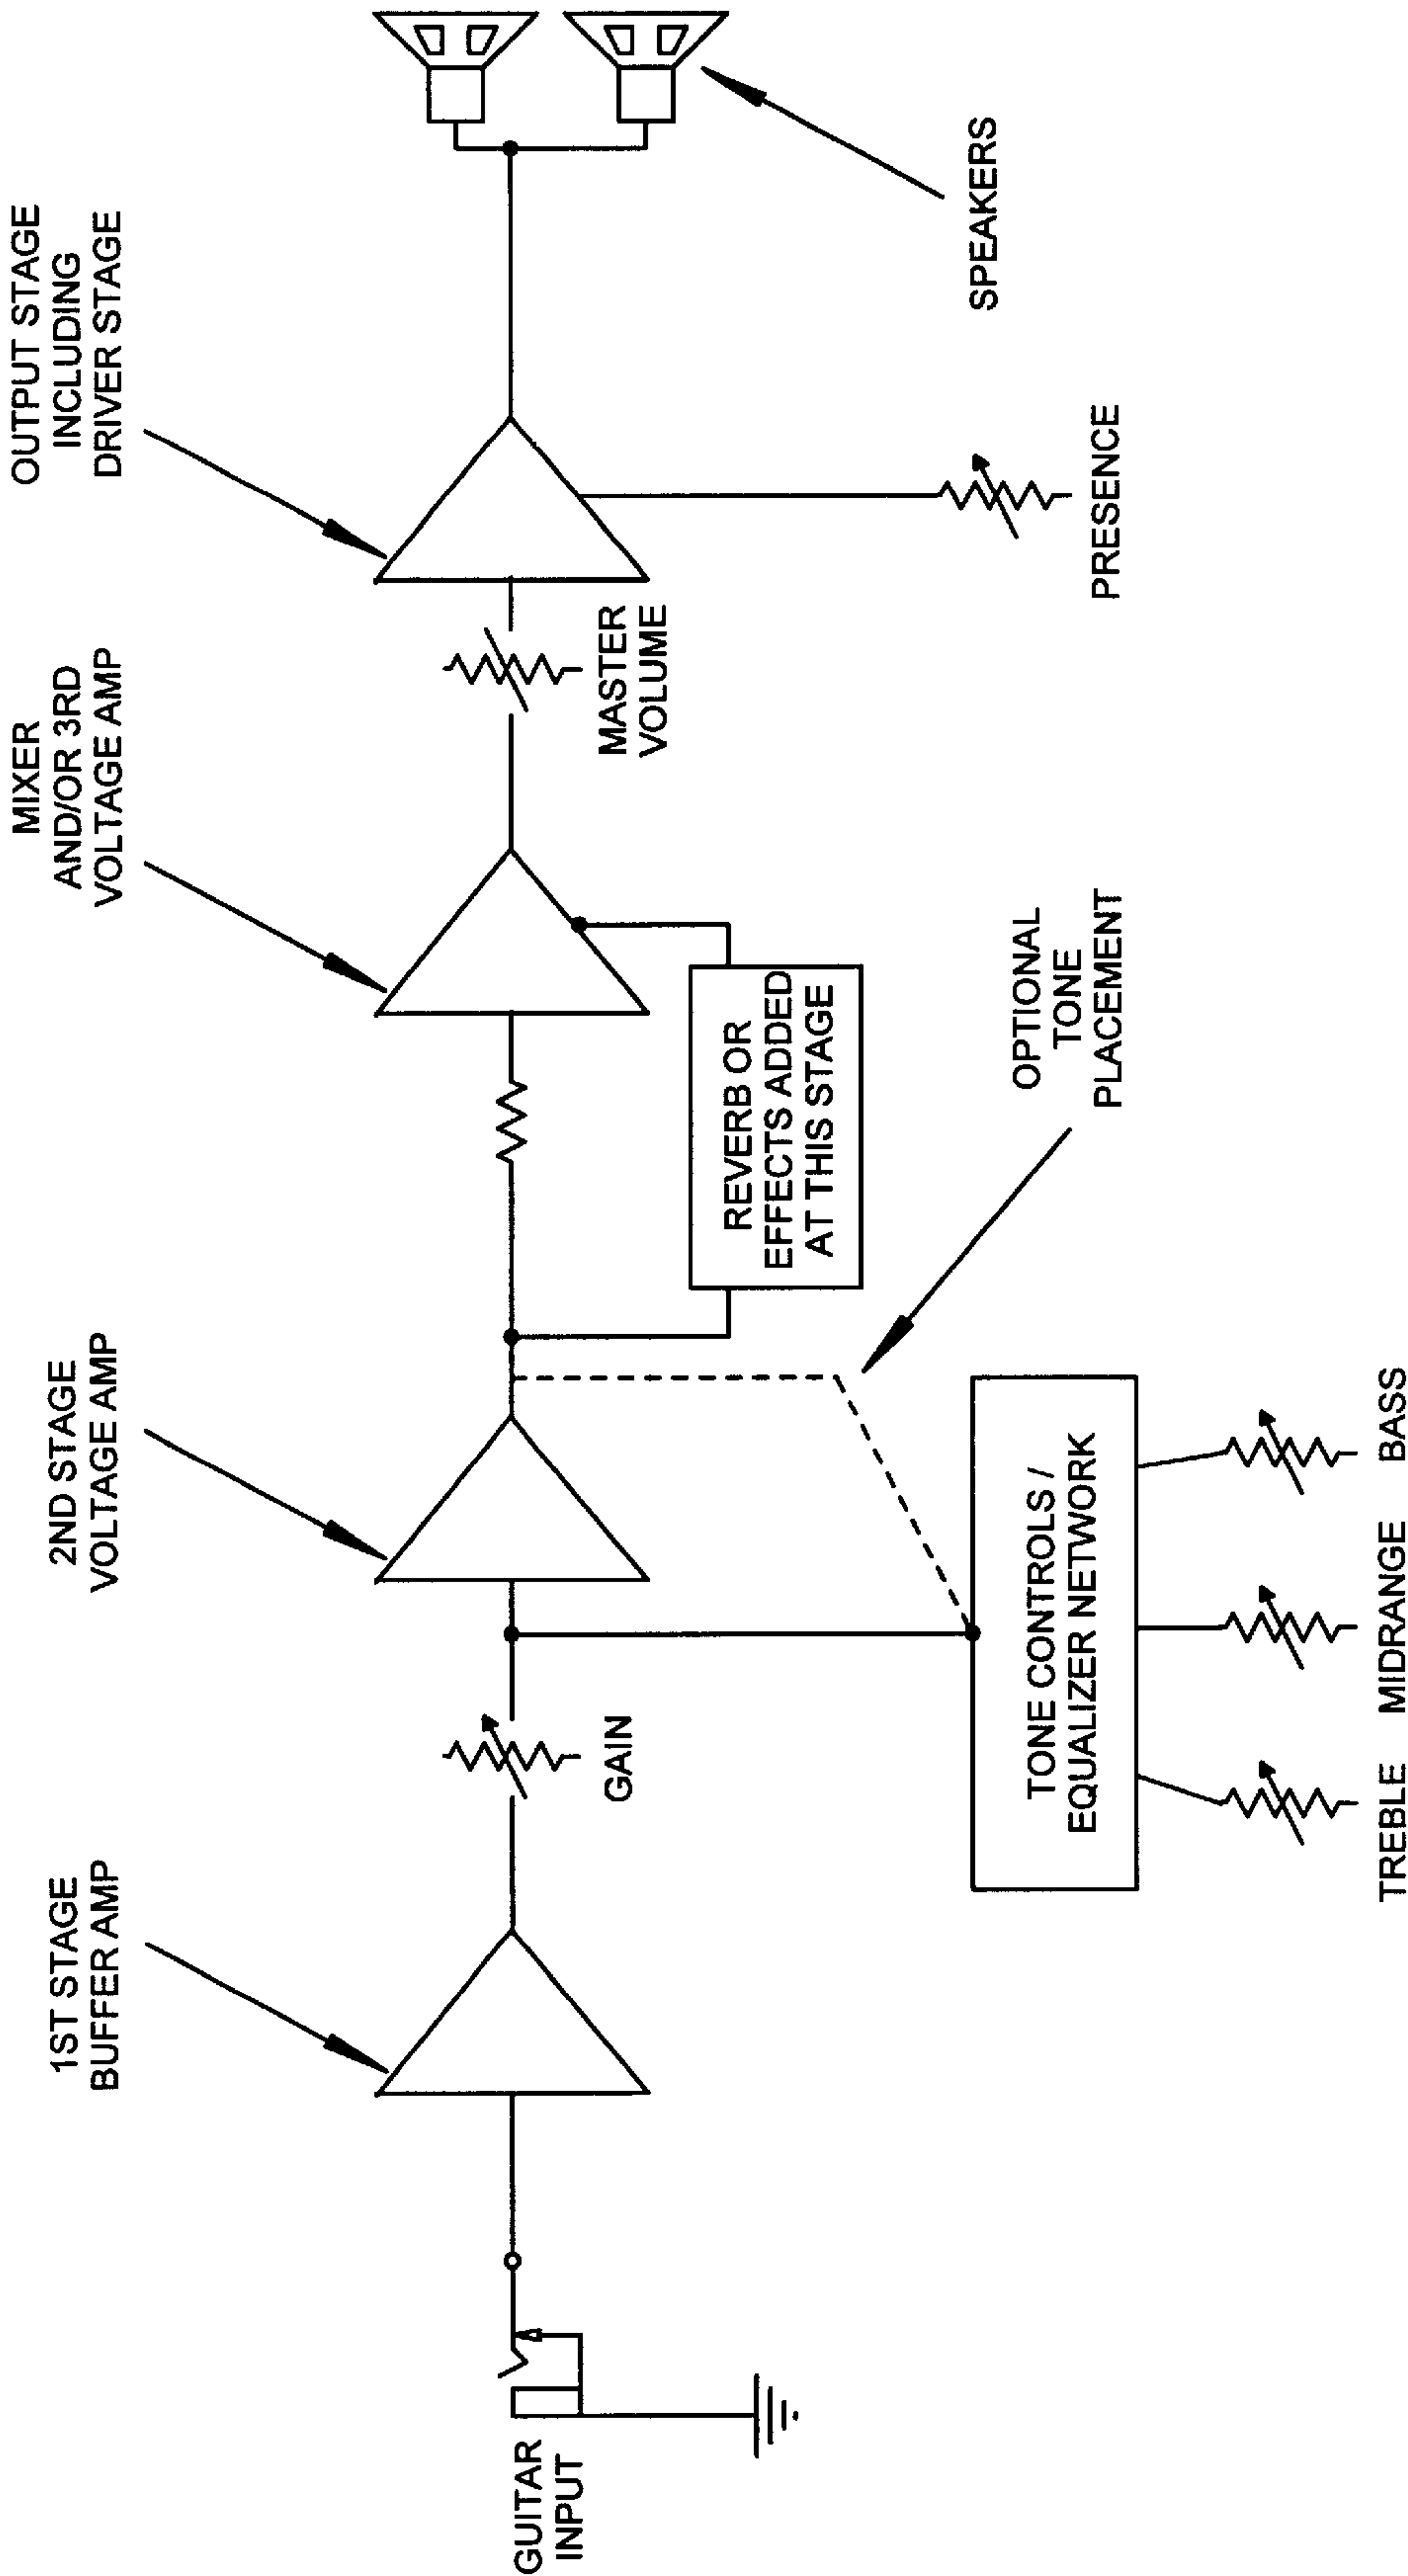 1ST STAGE
BUFFER AMP
2ND STAGE
VOLTAGE AMP
MIXER
AND/OR 3RD
VOLTAGE AMP
OUTPUT STAGE
INCLUDING
DRIVER STAGE
GUITAR
INPUT
GAIN
MASTER
VOLUME
REVERB OR
EFFECTS ADDED
AT THIS STAGE
SPEAKERS
OPTIONAL
TONE
PLACEMENT
PRESENCE
TONE CONTROLS /
EQUALIZER NETWORK
TREBLE MIDRANGE BASS